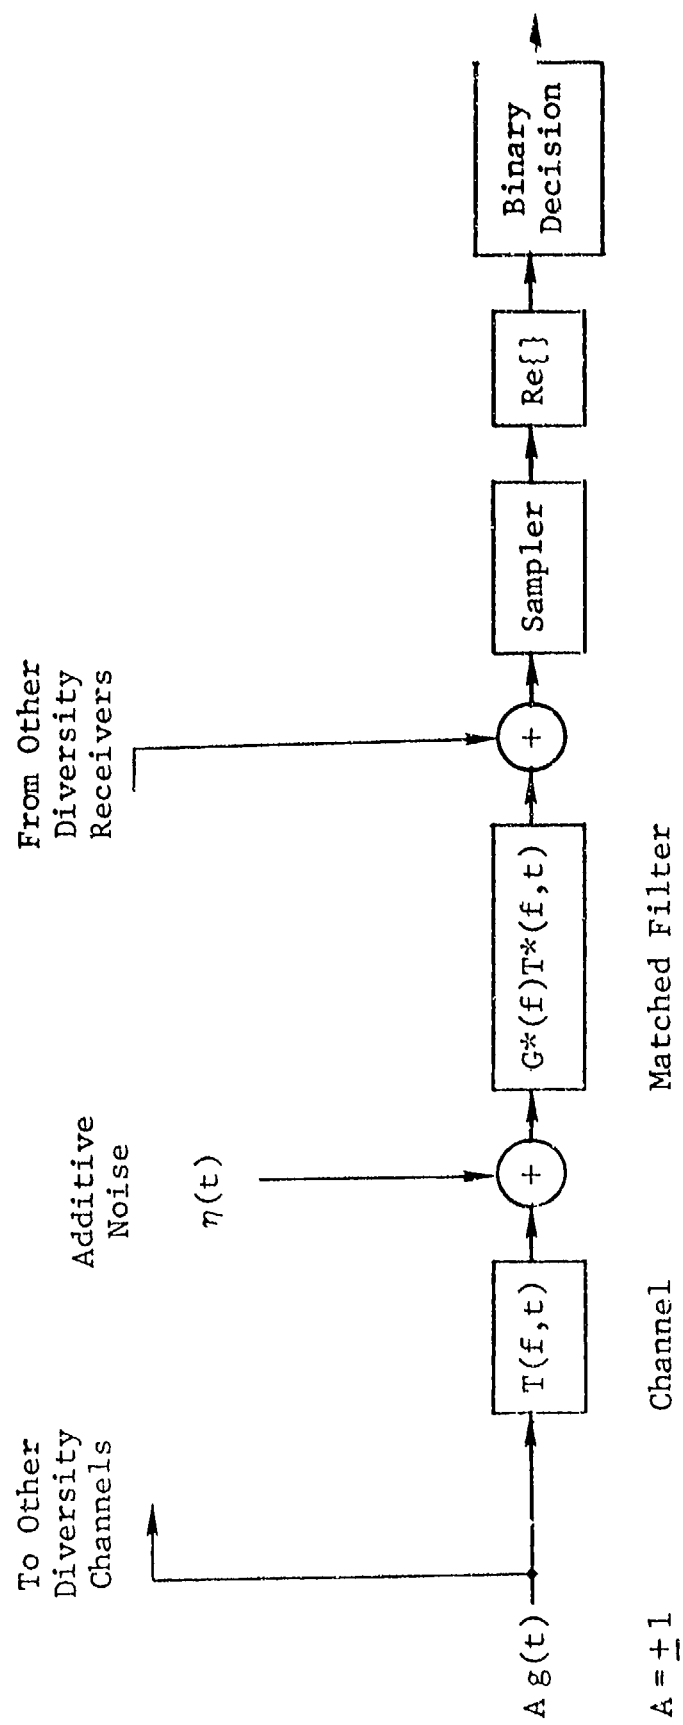 To Other
Diversity
Channels
Additive
Noise
η(t)
From Other
Diversity
Receivers
A g(t)
T(f,t)
+
G*(f)T*(f,t)
+
Sampler
Re{}
Binary
Decision
A = ±1
Channel
Matched Filter